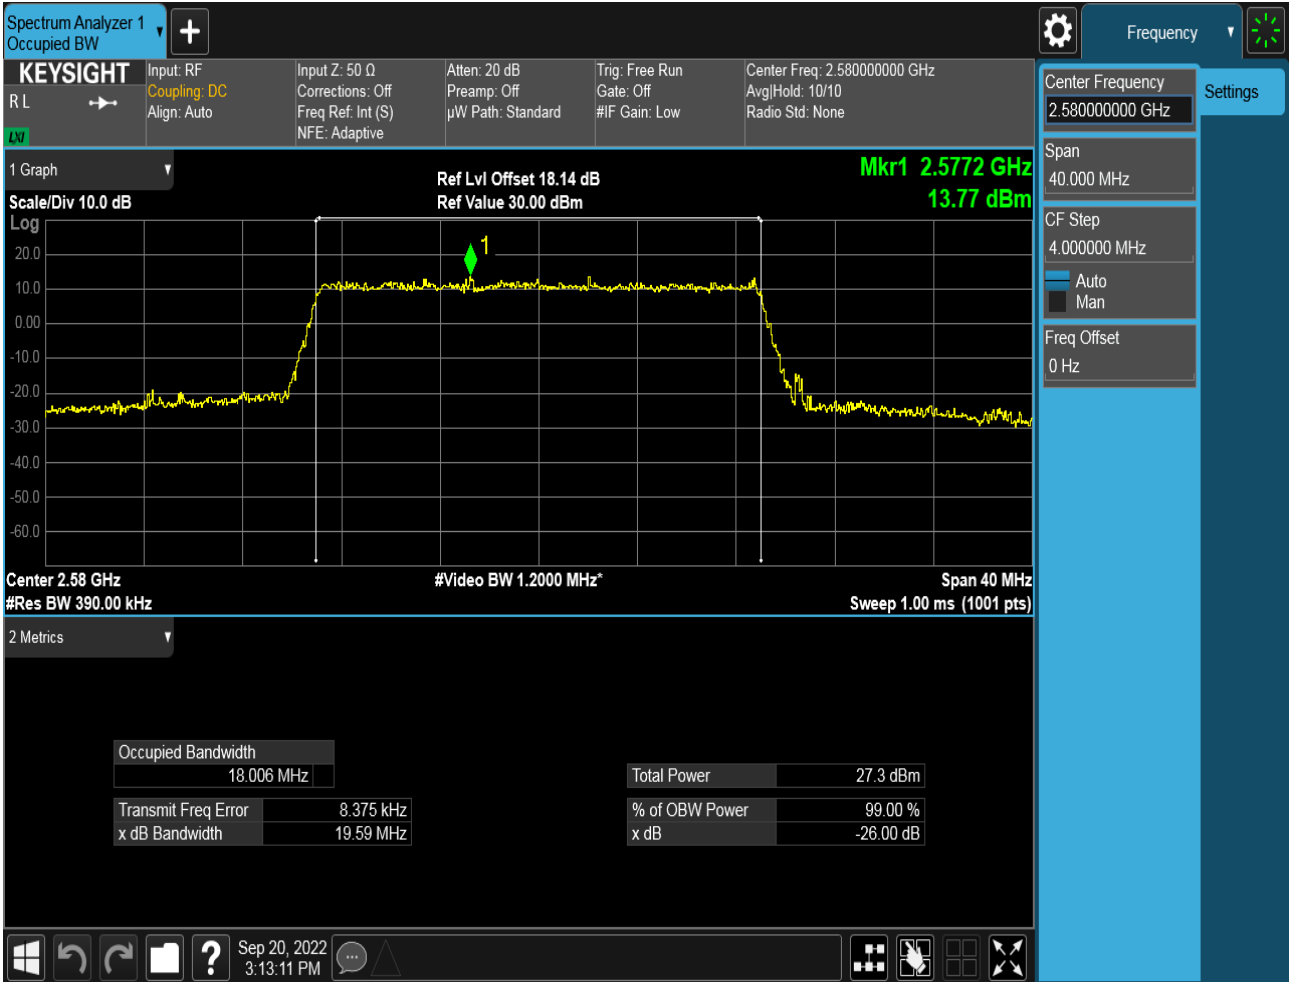 Spectrum Analyzer 1
Occupied BW
+
Frequency
KEYSIGHT
R L
LXI
Input: RF
Coupling: DC
Align: Auto
Input Z: 50 Ω
Corrections: Off
Freq Ref: Int (S)
NFE: Adaptive
Atten: 20 dB
Preamp: Off
µW Path: Standard
Trig: Free Run
Gate: Off
#IF Gain: Low
Center Freq: 2.580000000 GHz
Avg|Hold: 10/10
Radio Std: None
Center Frequency
2.580000000 GHz
Settings
Span
40.000 MHz
CF Step
4.000000 MHz
Auto
Man
Freq Offset
0 Hz
1 Graph
Scale/Div 10.0 dB
Ref Lvl Offset 18.14 dB
Ref Value 30.00 dBm
Mkr1 2.5772 GHz
13.77 dBm
Log
1
20.0
10.0
0.00
-10.0
-20.0
-30.0
-40.0
-50.0
-60.0
Center 2.58 GHz
#Res BW 390.00 kHz
#Video BW 1.2000 MHz*
Span 40 MHz
Sweep 1.00 ms (1001 pts)
2 Metrics
Occupied Bandwidth
18.006 MHz
Transmit Freq Error 8.375 kHz
x dB Bandwidth 19.59 MHz
Total Power 27.3 dBm
% of OBW Power 99.00 %
x dB -26.00 dB
?
Sep 20, 2022
3:13:11 PM